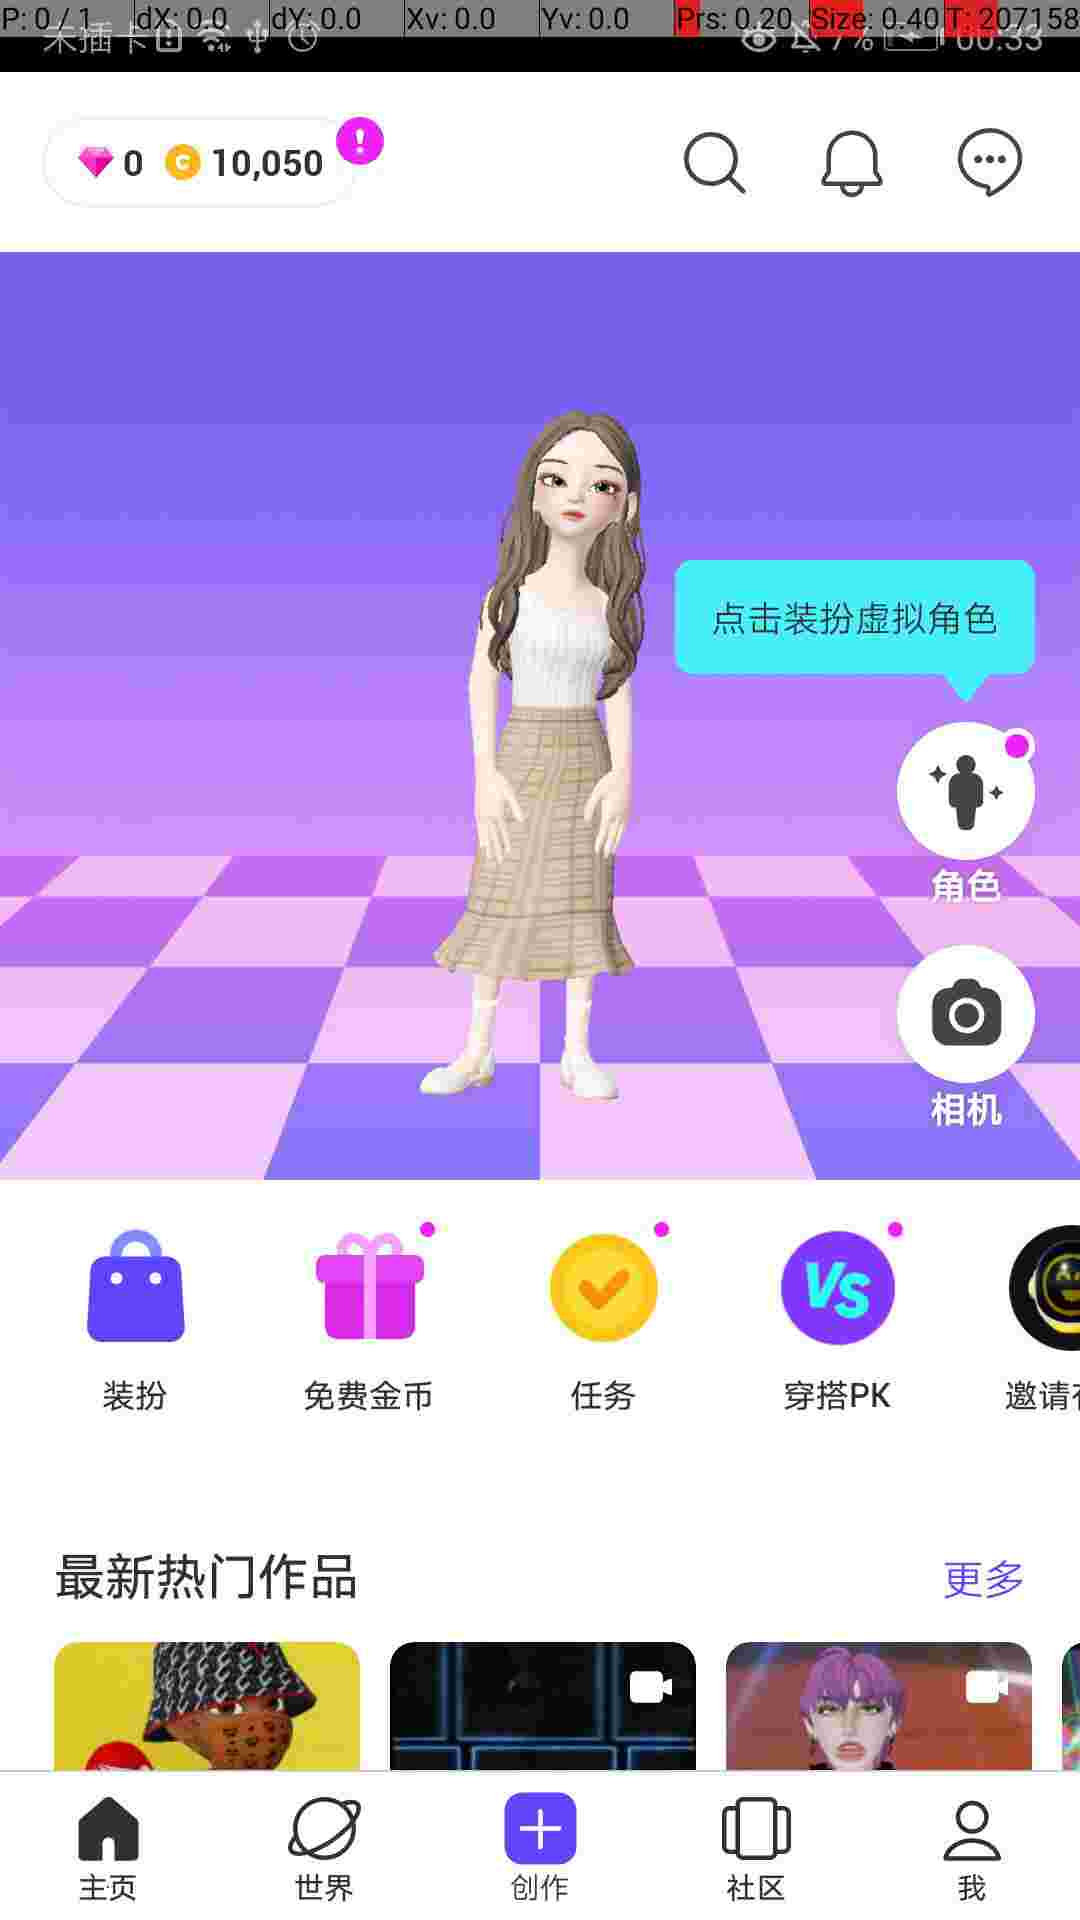 P: 0 / 1 dX: 0.0 dY: 0.0 Xv: 0.0 Yv: 0.0 Prs: 0.20 Size: 0.40 T: 207158
未插卡 7% 00:33
0 C 10,050 !
点击装扮虚拟角色
角色
相机
VS
装扮 免费金币 任务 穿搭PK 邀请
最新热门作品 更多
主页 世界 创作 社区 我